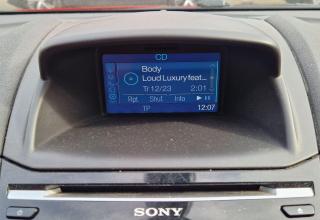 CD
Body
Loud Luxury feat...
Tr 12/23 2:01
Rpt. Shuf. Info
TP 12:07
SONY